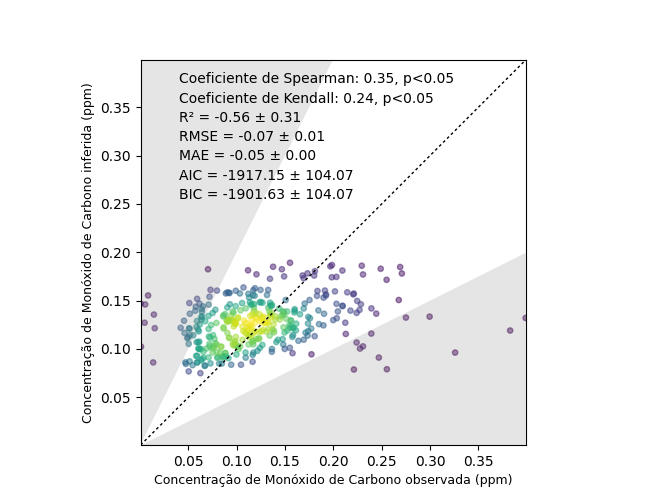 Coeficiente de Spearman: 0.35, p<0.05
Coeficiente de Kendall: 0.24, p<0.05
R² = -0.56 ± 0.31
RMSE = -0.07 ± 0.01
MAE = -0.05 ± 0.00
AIC = -1917.15 ± 104.07
BIC = -1901.63 ± 104.07
Concentração de Monóxido de Carbono inferida (ppm)
0.35
0.30
0.25
0.20
0.15
0.10
0.05
0.05 0.10 0.15 0.20 0.25 0.30 0.35
Concentração de Monóxido de Carbono observada (ppm)